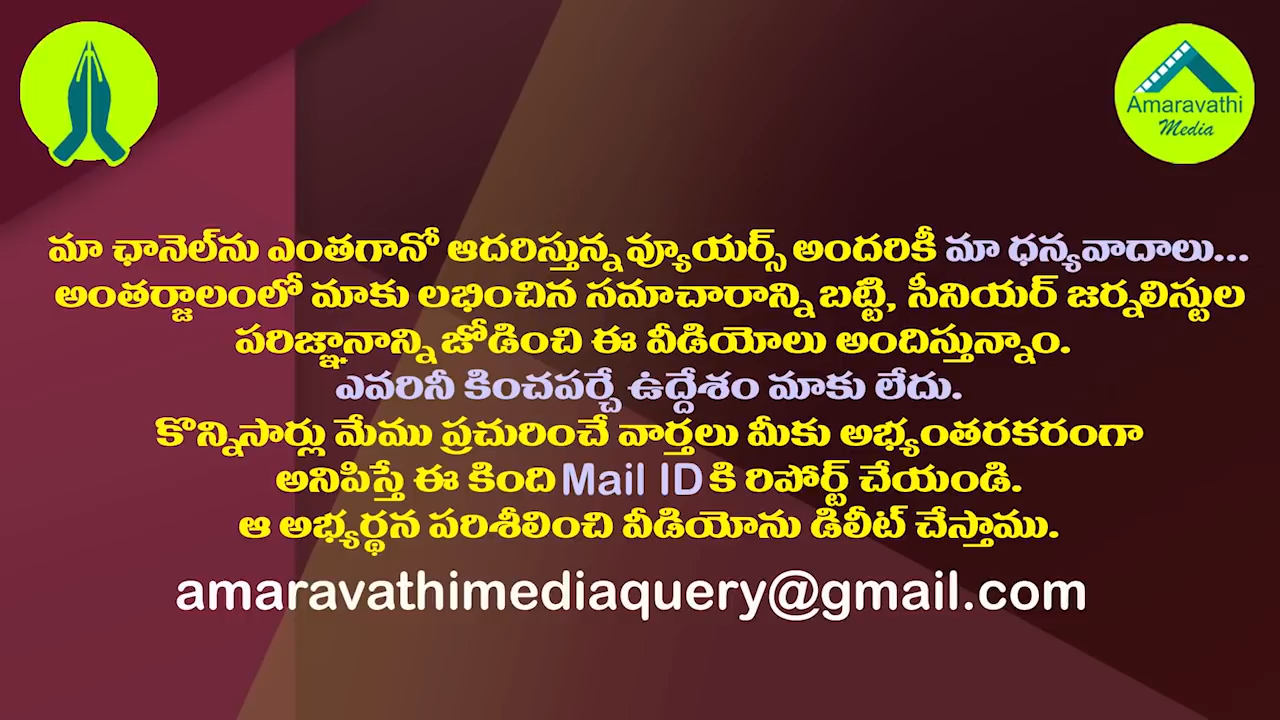 Amaravathi
Media
మా ఛానెల్‌ను ఎంతగానో ఆదరిస్తున్న వ్యూయర్స్ అందరికీ మా ధన్యవాదాలు...
అంతర్జాలంలో మాకు లభించిన సమాచారాన్ని బట్టి, సీనియర్ జర్నలిస్టుల
పరిజ్ఞానాన్ని జోడించి ఈ వీడియోలు అందిస్తున్నాం.
ఎవరినీ కించపర్చే ఉద్దేశం మాకు లేదు.
కొన్నిసార్లు మేము ప్రచురించే వార్తలు మీకు అభ్యంతరకరంగా
అనిపిస్తే ఈ కింది Mail ID కి రిపోర్ట్ చేయండి.
ఆ అభ్యర్థన పరిశీలించి వీడియోను డిలీట్ చేస్తాము.
amaravathimediaquery@gmail.com